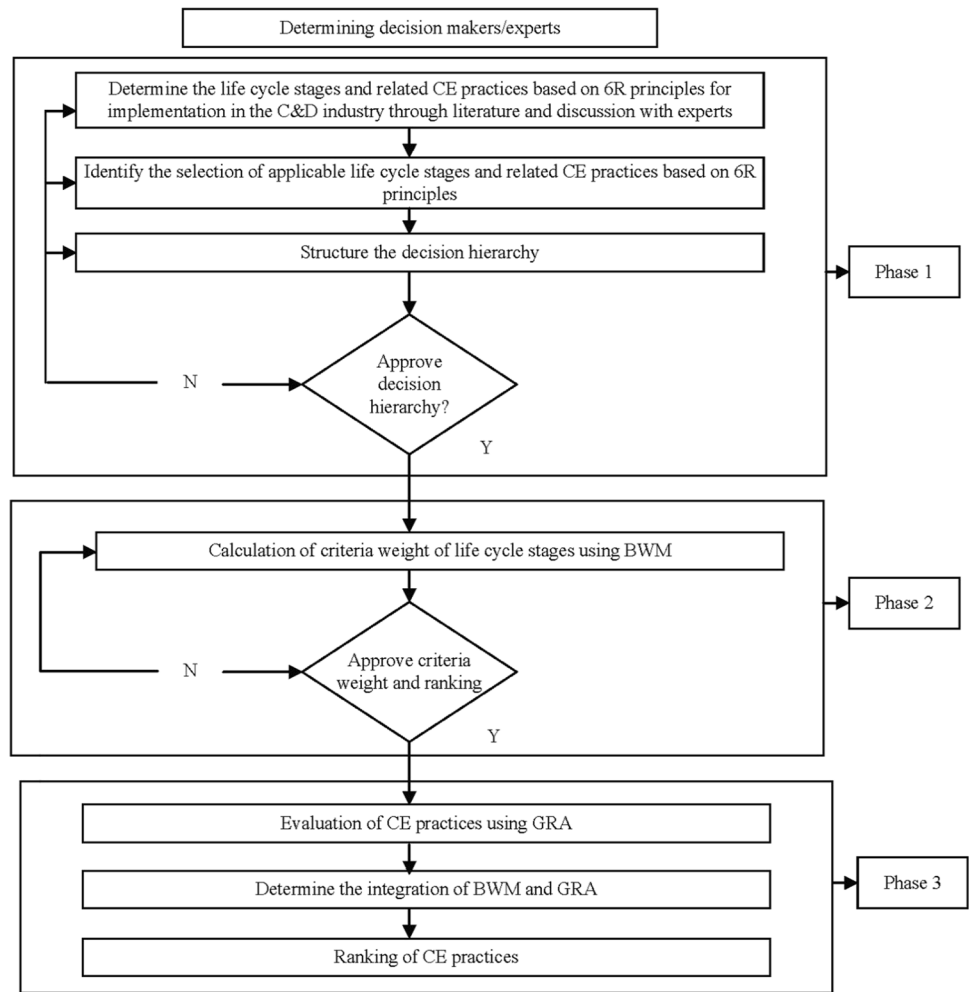 Determining decision makers/experts
Determine the life cycle stages and related CE practices based on 6R principles for
implementation in the C&D industry through literature and discussion with experts
Identify the selection of applicable life cycle stages and related CE practices based on 6R
principles
Structure the decision hierarchy
Phase 1
Approve
decision
hierarchy?
N
Y
Calculation of criteria weight of life cycle stages using BWM
Phase 2
Approve criteria
weight and ranking
N
Y
Evaluation of CE practices using GRA
Determine the integration of BWM and GRA
Phase 3
Ranking of CE practices